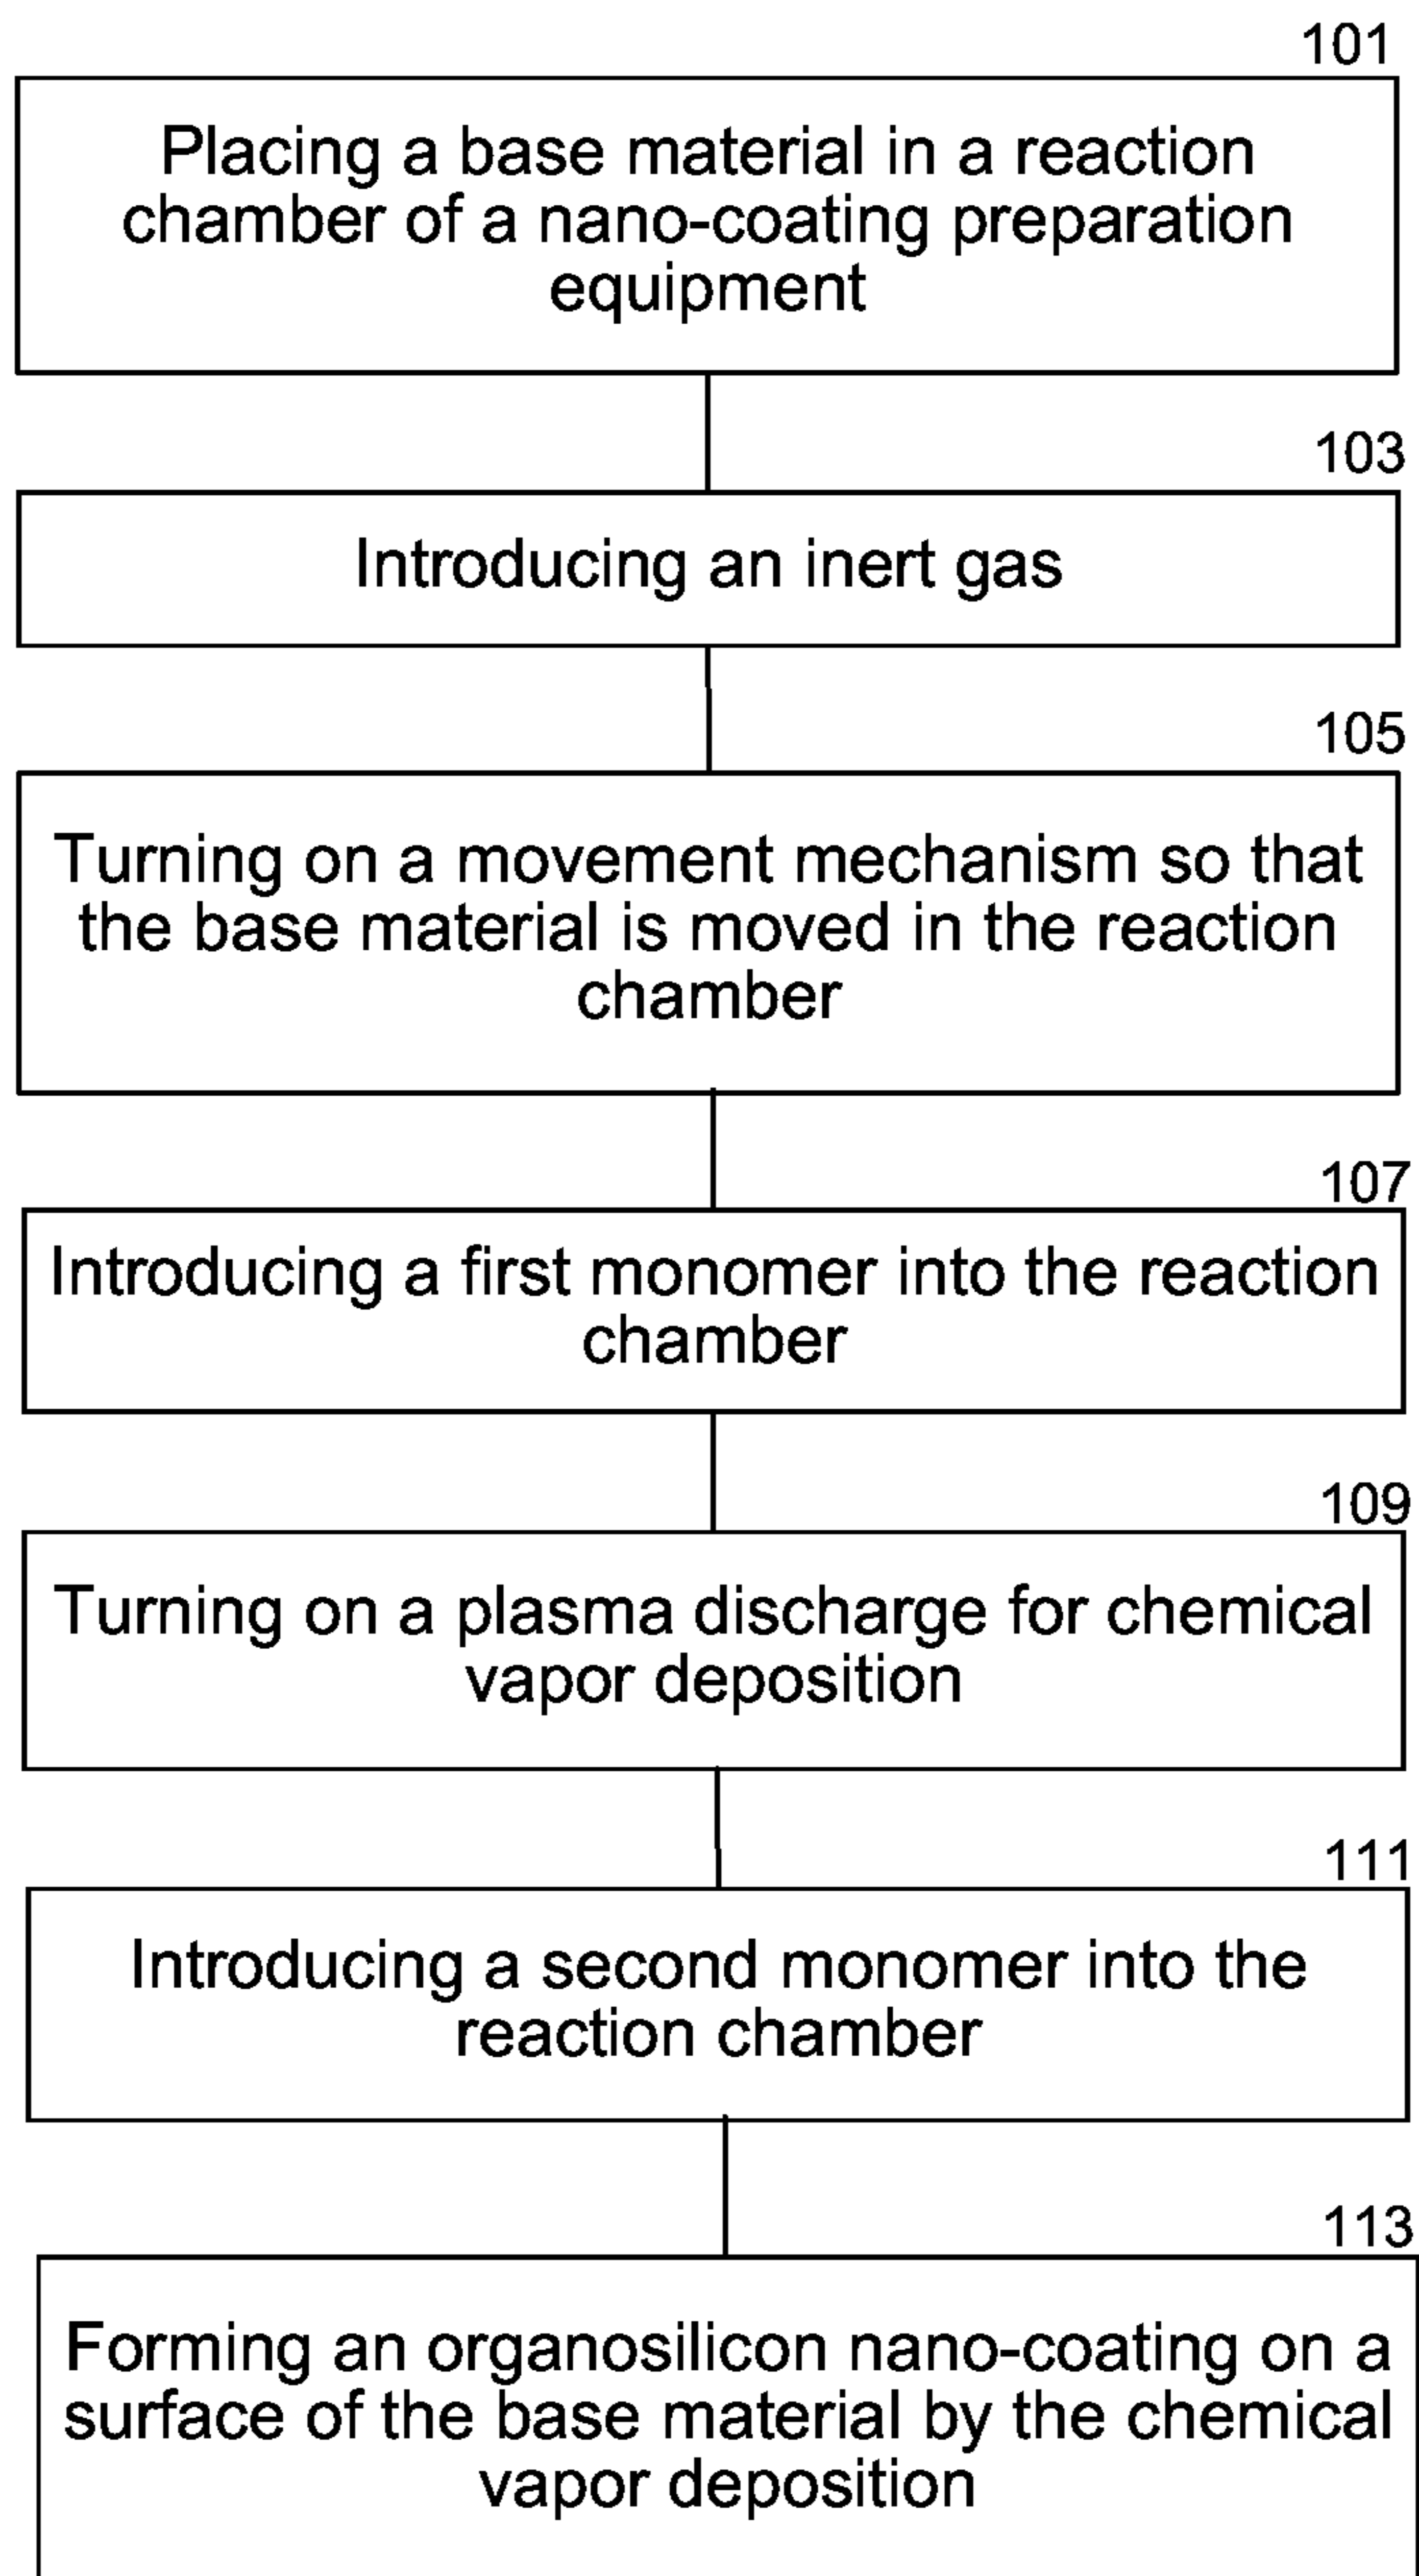 101
Placing a base material in a reaction
chamber of a nano-coating preparation
equipment
103
Introducing an inert gas
105
Turning on a movement mechanism so that
the base material is moved in the reaction
chamber
107
Introducing a first monomer into the reaction
chamber
109
Turning on a plasma discharge for chemical
vapor deposition
111
Introducing a second monomer into the
reaction chamber
113
Forming an organosilicon nano-coating on a
surface of the base material by the chemical
vapor deposition